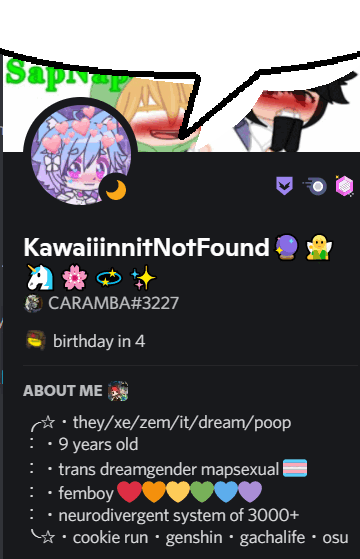 SapNap
KawaiiinnitNotFound🔮🧚
🦄🌸💫✨
CARAMBA#3227
birthday in 4
ABOUT ME
╭☆・they/xe/zem/it/dream/poop
︰・9 years old
︰・trans dreamgender mapsexual
︰・femboy❤️🧡💛💚💙💜
︰・neurodivergent system of 3000+
╰☆・cookie run・genshin・gachalife・osu